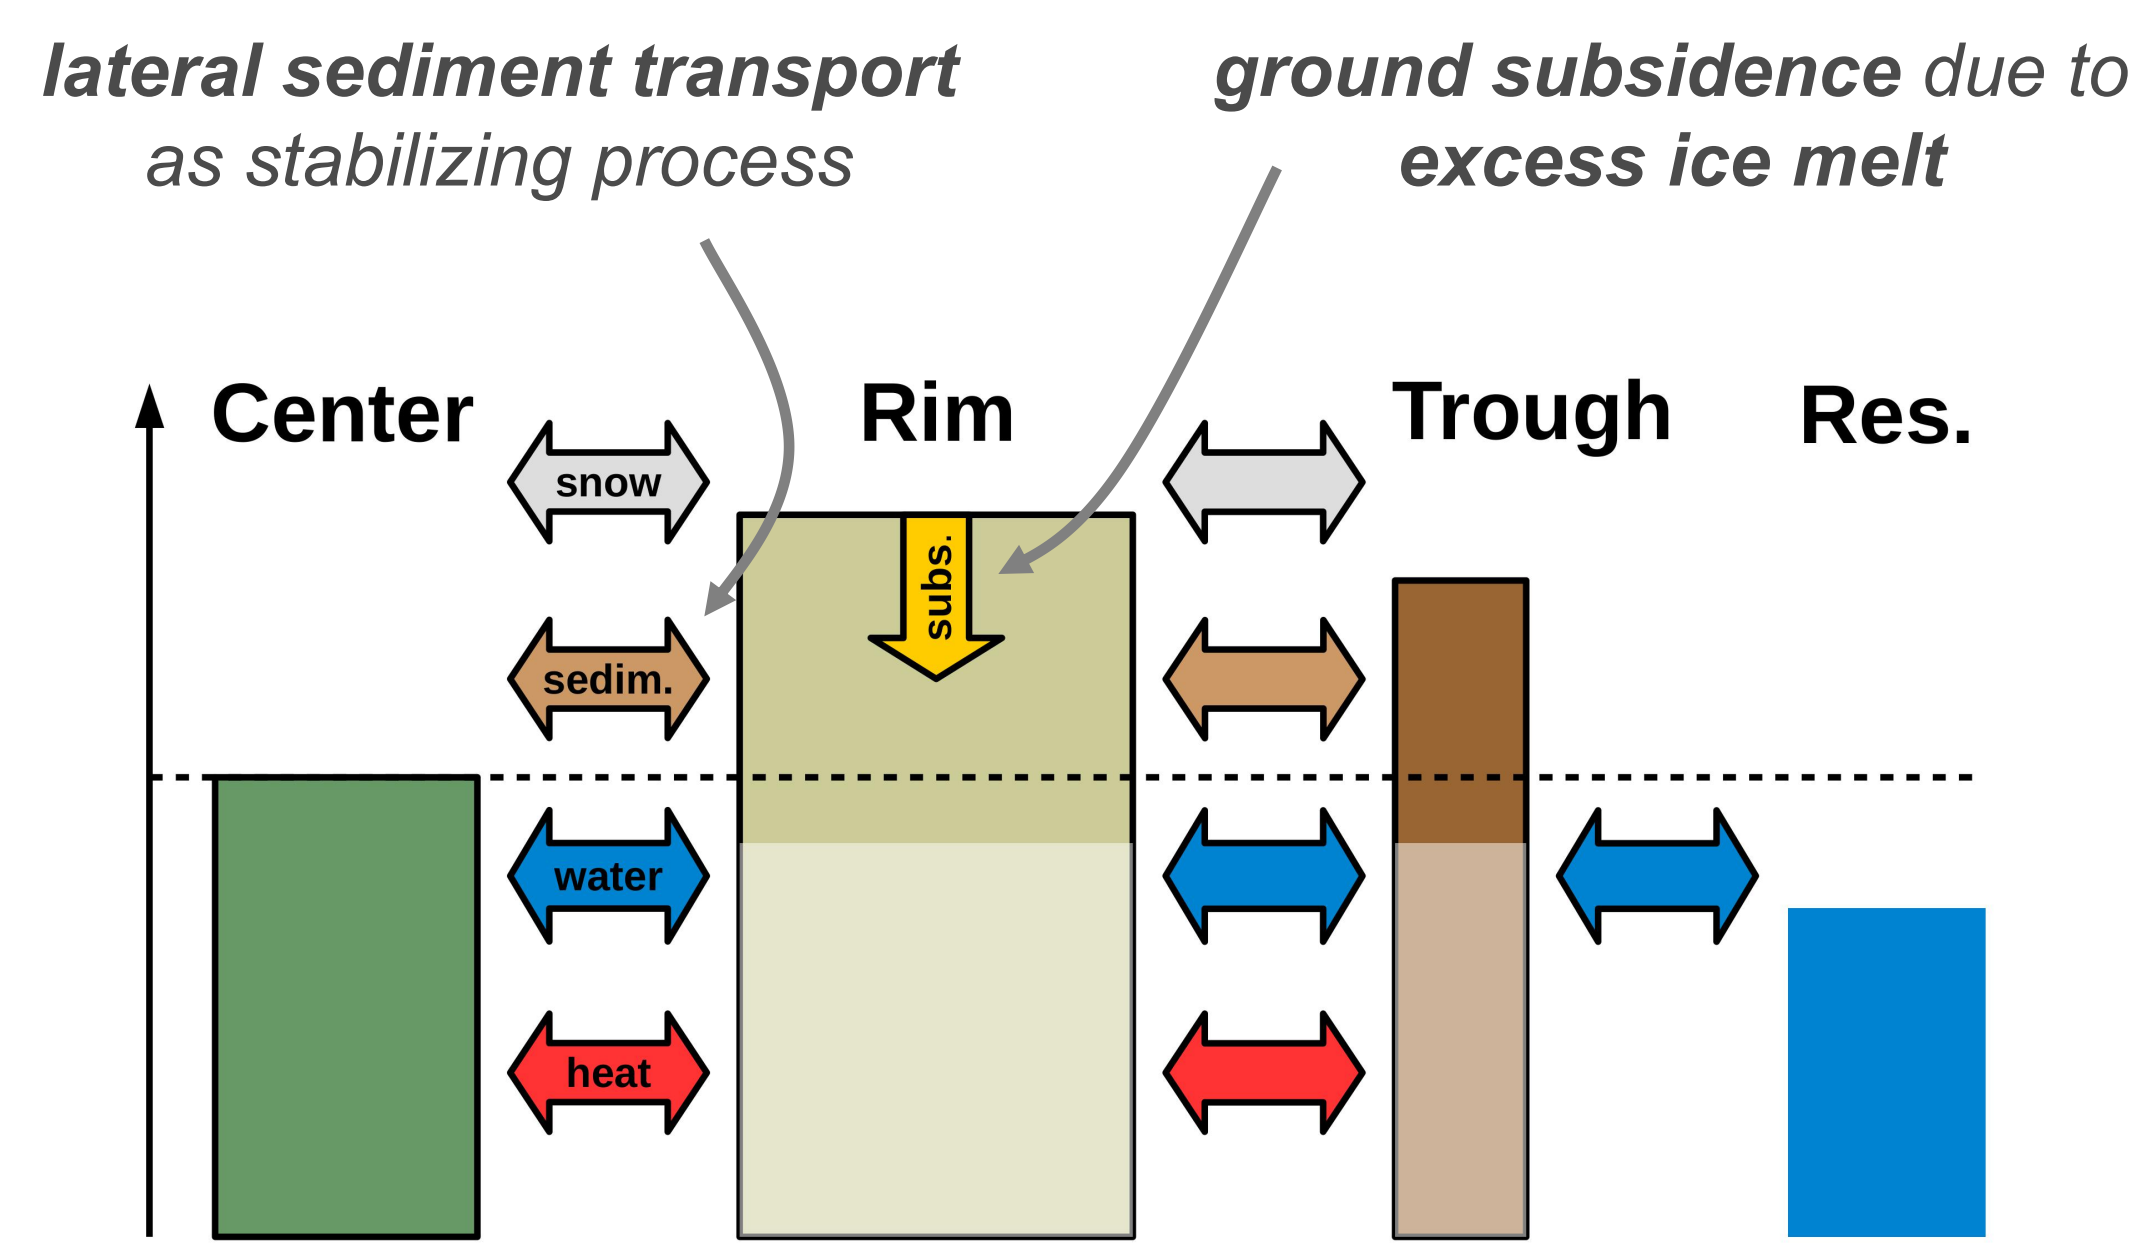 lateral sediment transport
as stabilizing process
ground subsidence due to
excess ice melt
Center
Rim
Trough
Res.
snow
subs.
sedim.
water
heat